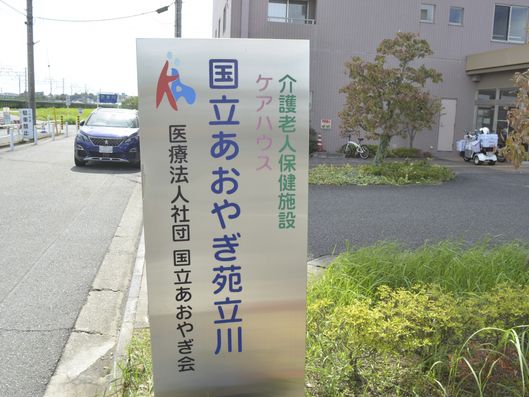 介護老人保健施設
ケアハウス
国立あおやぎ苑立川
医療法人社団 国立あおやぎ会